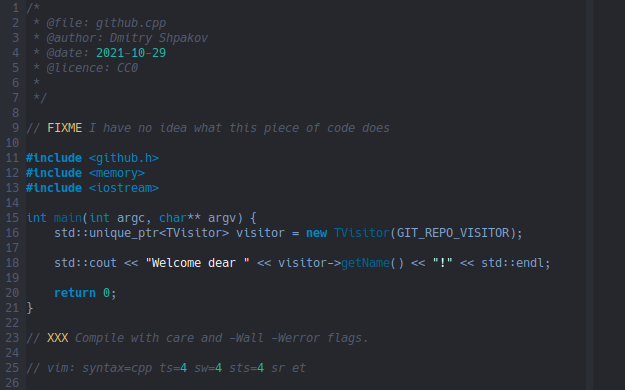 1 /*
2  * @file: github.cpp
3  * @author: Dmitry Shpakov
4  * @date: 2021-10-29
5  * @licence: CC0
6  *
7  */
8
9 // FIXME I have no idea what this piece of code does
10
11 #include <github.h>
12 #include <memory>
13 #include <iostream>
14
15 int main(int argc, char** argv) {
16     std::unique_ptr<TVisitor> visitor = new TVisitor(GIT_REPO_VISITOR);
17
18     std::cout << "Welcome dear " << visitor->getName() << "!" << std::endl;
19
20     return 0;
21 }
22
23 // XXX Compile with care and -Wall -Werror flags.
24
25 // vim: syntax=cpp ts=4 sw=4 sts=4 sr et
26